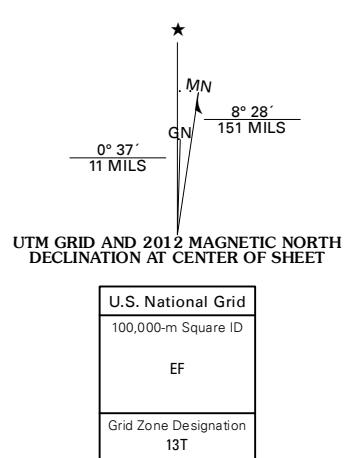 ★
MN
8° 28´
151 MILS
GN
0° 37´
11 MILS
UTM GRID AND 2012 MAGNETIC NORTH
DECLINATION AT CENTER OF SHEET
U.S. National Grid
100,000-m Square ID
EF
Grid Zone Designation
13T